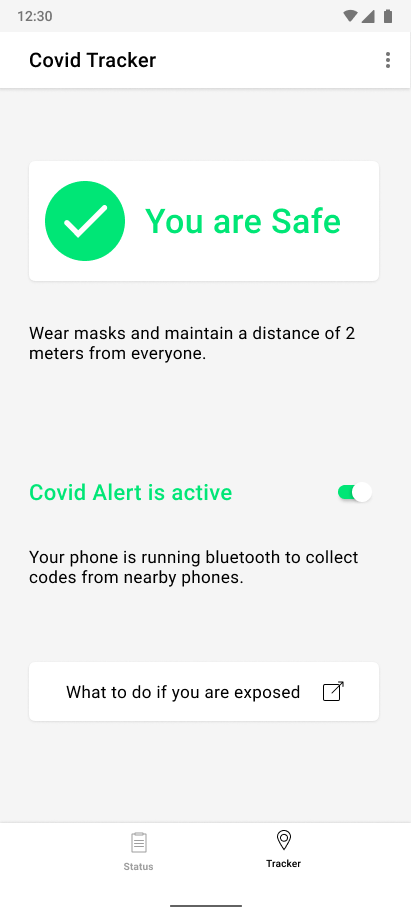 12:30
Covid Tracker
You are Safe
Wear masks and maintain a distance of 2
meters from everyone.
Covid Alert is active
Your phone is running bluetooth to collect
codes from nearby phones.
What to do if you are exposed
Status
Tracker